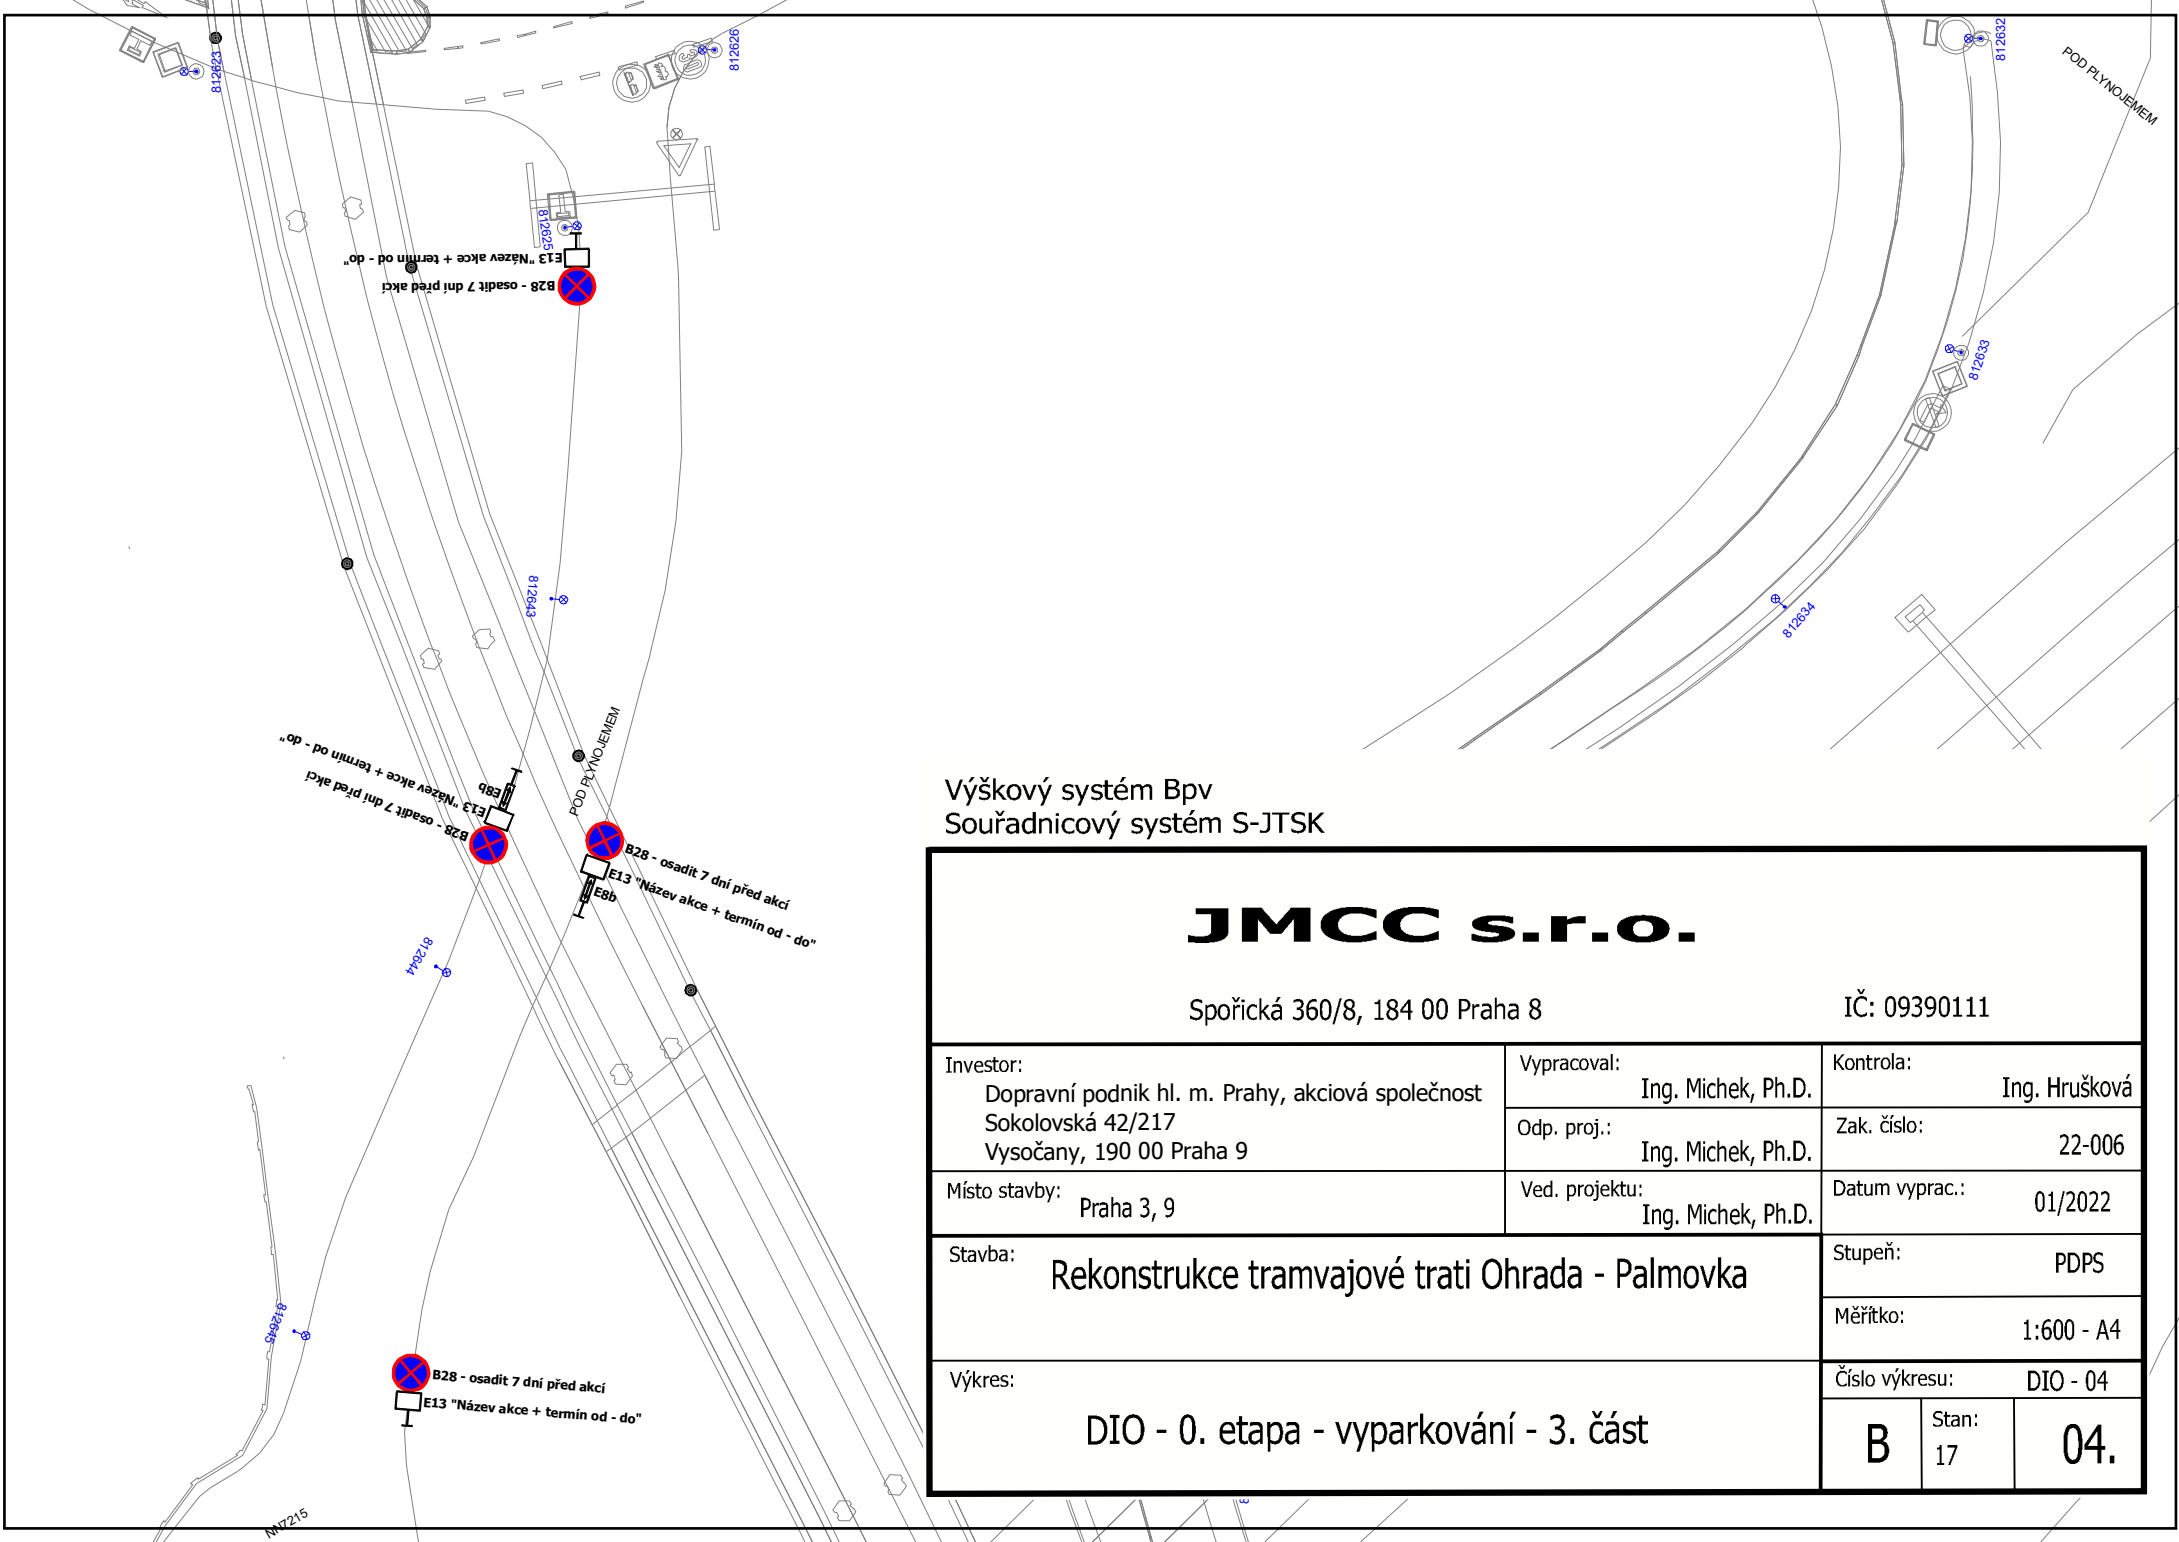 812623
812626
812632
POD PLYNOJEMEM
812625
E13 "Název akce + termín od - do"
B28 - osadit 7 dní před akcí
812633
812643
812634
POD PLYNOJEMEM
E8b
E13 "Název akce + termín od - do"
B28 - osadit 7 dní před akcí
B28 - osadit 7 dní před akcí
E13 "Název akce + termín od - do"
E8b
812644
812645
B28 - osadit 7 dní před akcí
E13 "Název akce + termín od - do"
NN7215
Výškový systém Bpv
Souřadnicový systém S-JTSK
JMCC s.r.o.
Spořická 360/8, 184 00 Praha 8
IČ: 09390111
Investor:
Dopravní podnik hl. m. Prahy, akciová společnost
Sokolovská 42/217
Vysočany, 190 00 Praha 9
Vypracoval:
Ing. Michek, Ph.D.
Kontrola:
Ing. Hrušková
Odp. proj.:
Ing. Michek, Ph.D.
Zak. číslo:
22-006
Místo stavby:
Praha 3, 9
Ved. projektu:
Ing. Michek, Ph.D.
Datum vyprac.:
01/2022
Stavba:
Rekonstrukce tramvajové trati Ohrada - Palmovka
Stupeň:
PDPS
Měřítko:
1:600 - A4
Výkres:
DIO - 0. etapa - vyparkování - 3. část
Číslo výkresu:
DIO - 04
B
Stan:
17
04.